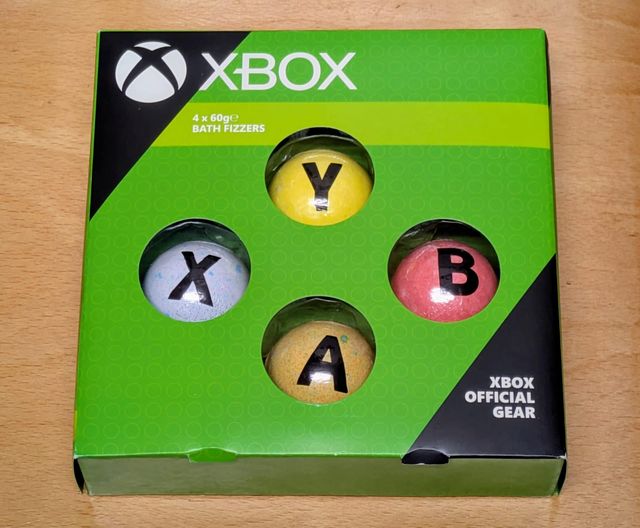 XBOX
4 x 60g℮
BATH FIZZERS
Y
X
B
A
XBOX
OFFICIAL
GEAR